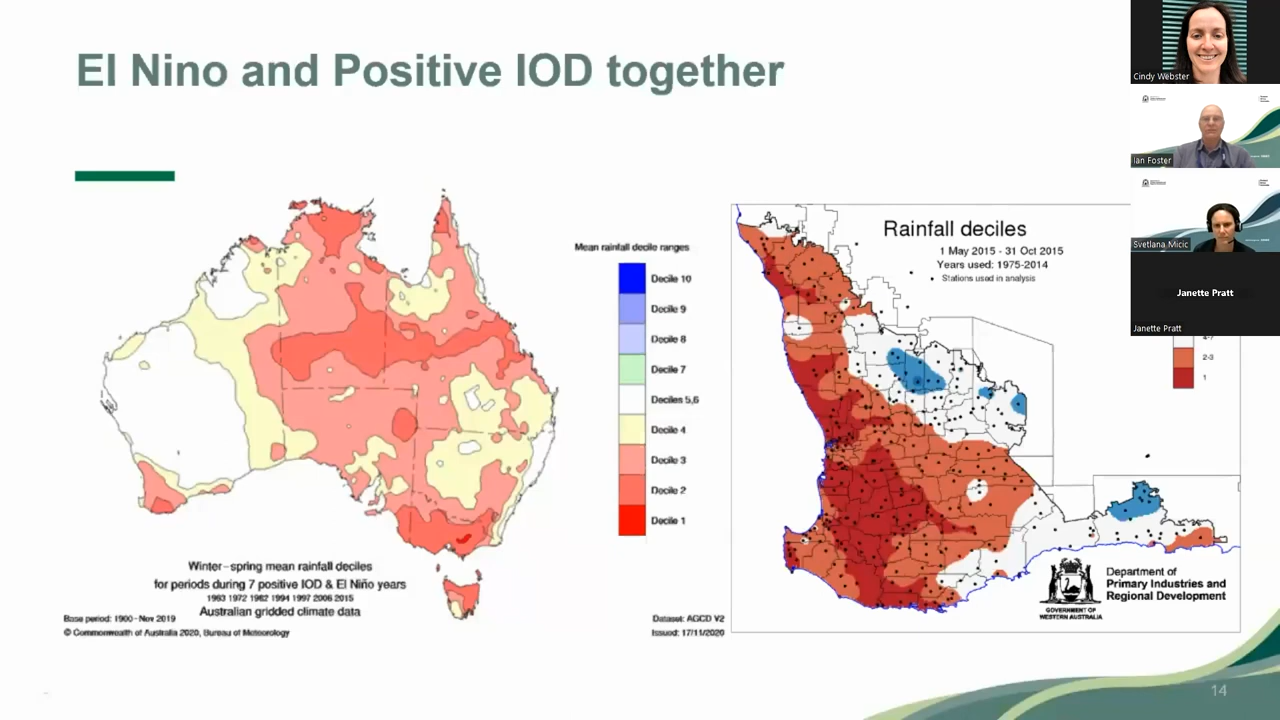 El Nino and Positive IOD together
Mean rainfall decile ranges
Decile 10
Decile 9
Decile 8
Decile 7
Deciles 5,6
Decile 4
Decile 3
Decile 2
Decile 1
Winter-spring mean rainfall deciles
for periods during 7 positive IOD & El Niño years
1963 1972 1982 1994 1997 2006 2015
Australian gridded climate data
Base period: 1900-Nov 2019
© Commonwealth of Australia 2020, Bureau of Meteorology
Dataset: AGCD V2
Issued: 17/11/2020
Rainfall deciles
1 May 2015 - 31 Oct 2015
Years used: 1975-2014
Stations used in analysis
4-7
2-3
1
Department of
Primary Industries and
Regional Development
GOVERNMENT OF
WESTERN AUSTRALIA
14
Cindy Webster
Ian Foster
Svetlana Micic
Janette Pratt
Janette Pratt